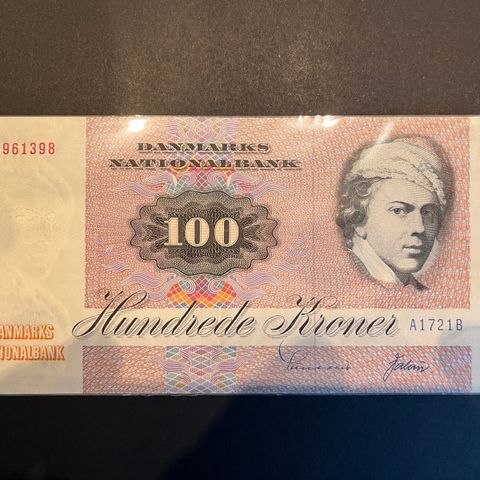 961398
DANMARKS
NATIONALBANK
100
Hundrede Kroner A1721B